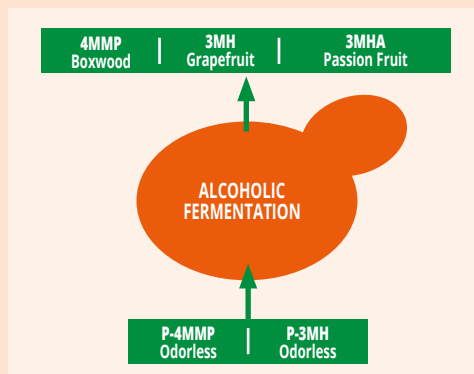 4MMP | 3MH | 3MHA
Boxwood Grapefruit Passion Fruit
ALCOHOLIC
FERMENTATION
P-4MMP | P-3MH
Odorless Odorless